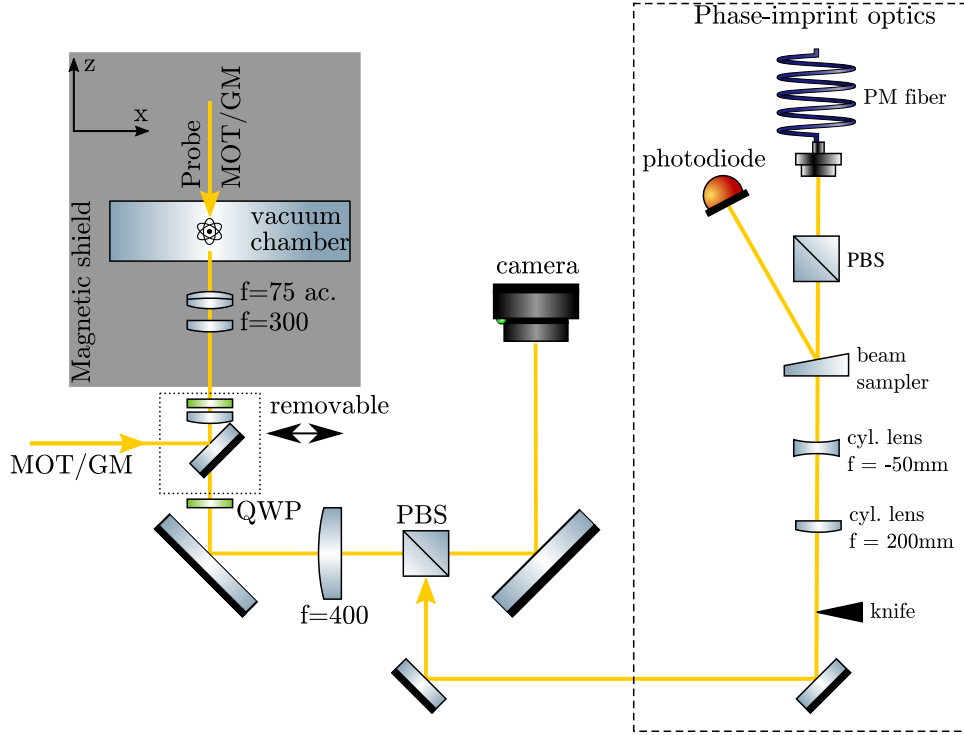 Phase-imprint optics
z
x
Probe
MOT/GM
Magnetic shield
vacuum
chamber
f=75 ac.
f=300
removable
MOT/GM
QWP
f=400
PBS
camera
photodiode
PM fiber
PBS
beam
sampler
cyl. lens
f = -50mm
cyl. lens
f = 200mm
knife